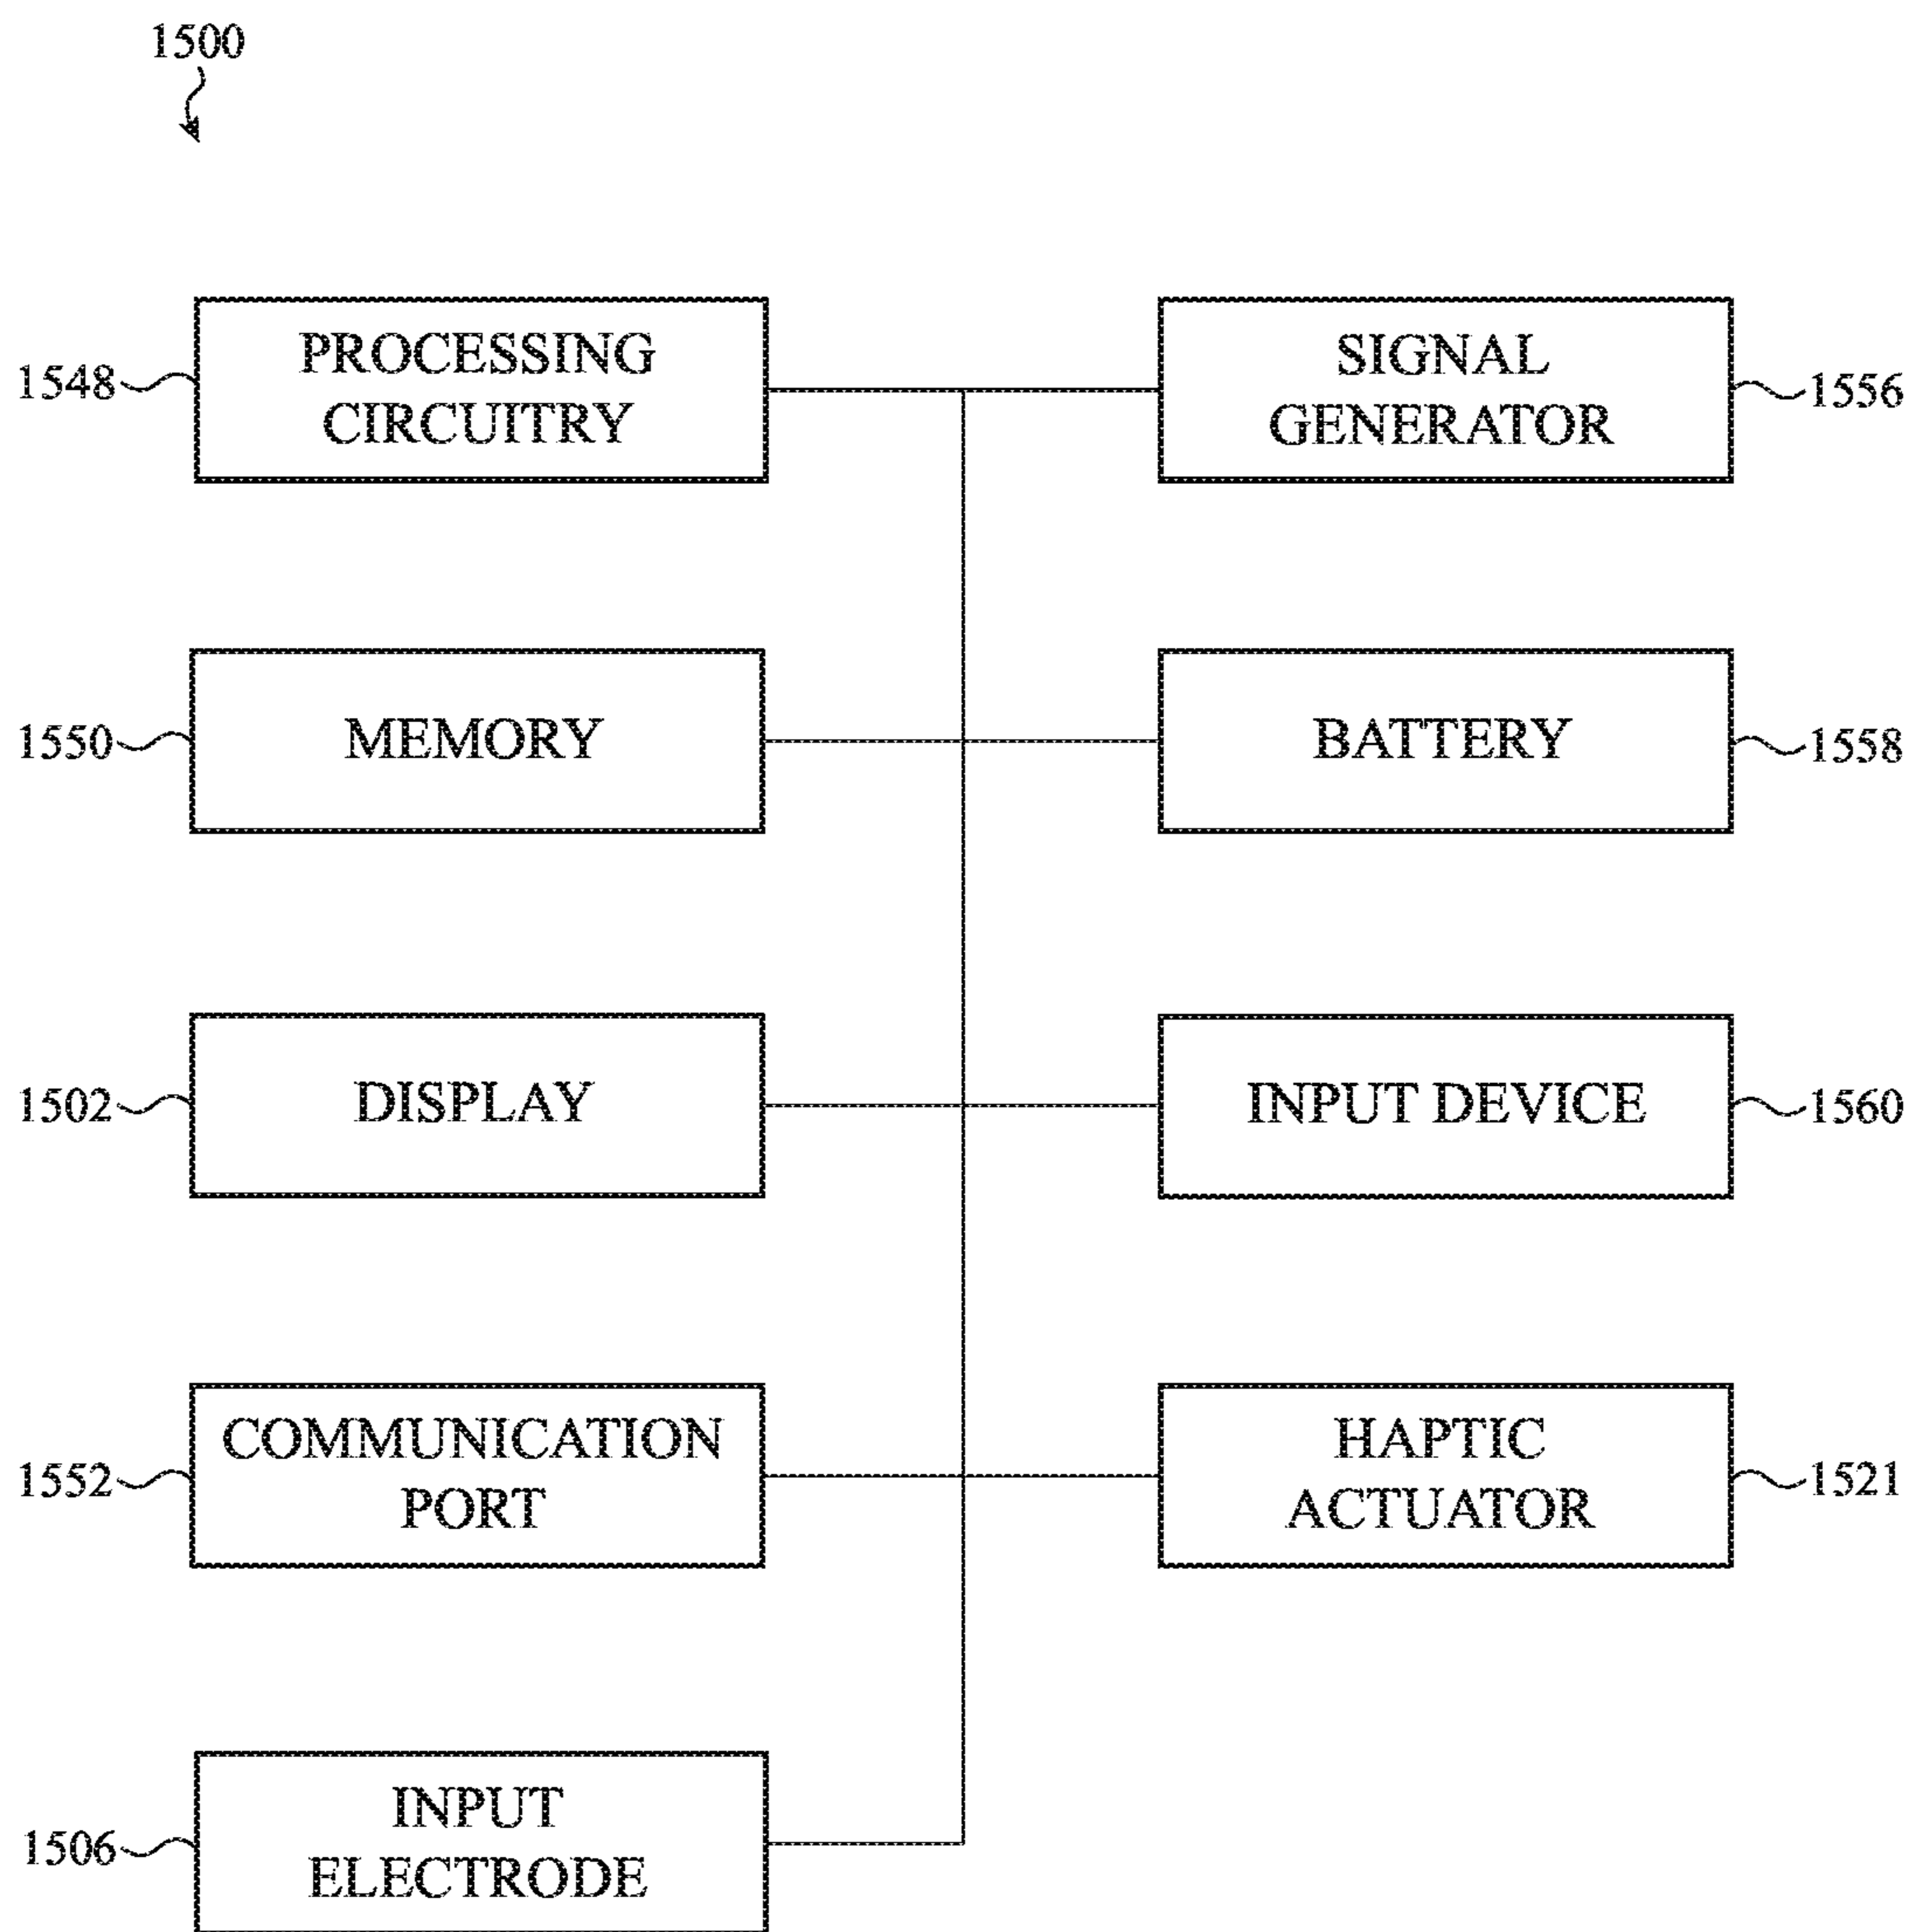 1500
1548
PROCESSING
CIRCUITRY
SIGNAL
GENERATOR
1556
1550
MEMORY
BATTERY
1558
1502
DISPLAY
INPUT DEVICE
1560
1552
COMMUNICATION
PORT
HAPTIC
ACTUATOR
1521
1506
INPUT
ELECTRODE